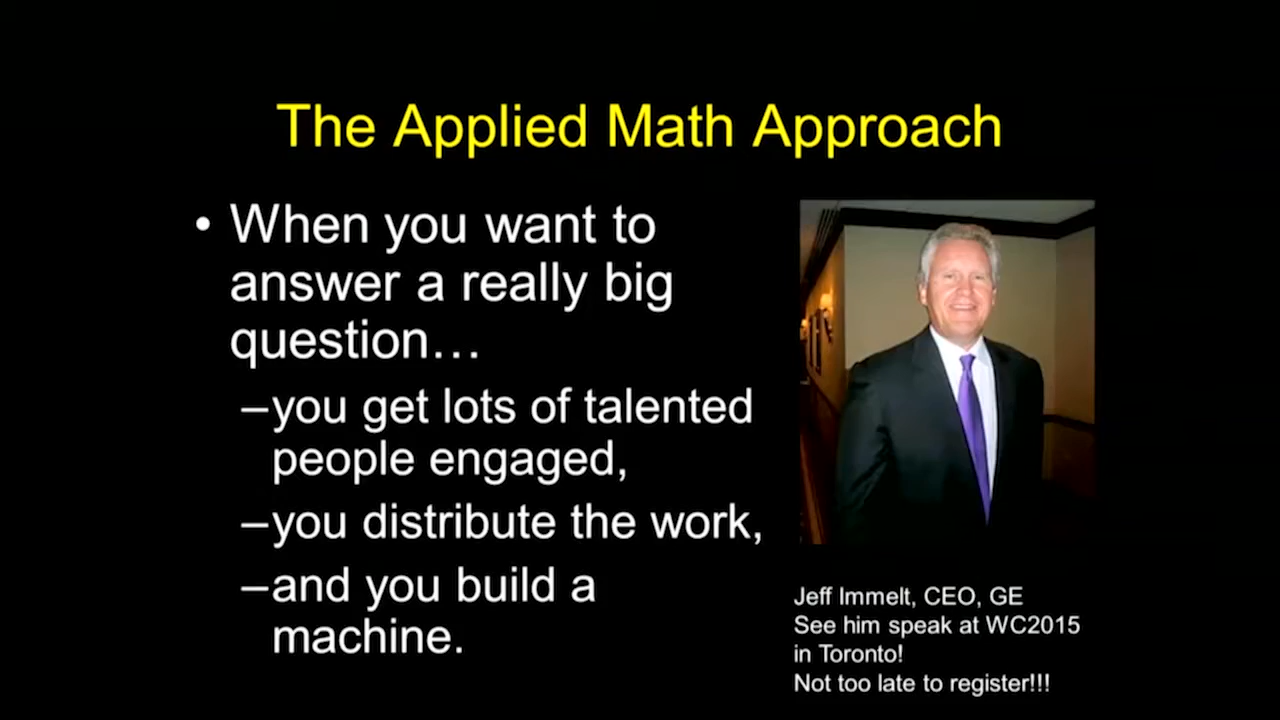 The Applied Math Approach
• When you want to
answer a really big
question…
–you get lots of talented
people engaged,
–you distribute the work,
–and you build a
machine.
Jeff Immelt, CEO, GE
See him speak at WC2015
in Toronto!
Not too late to register!!!